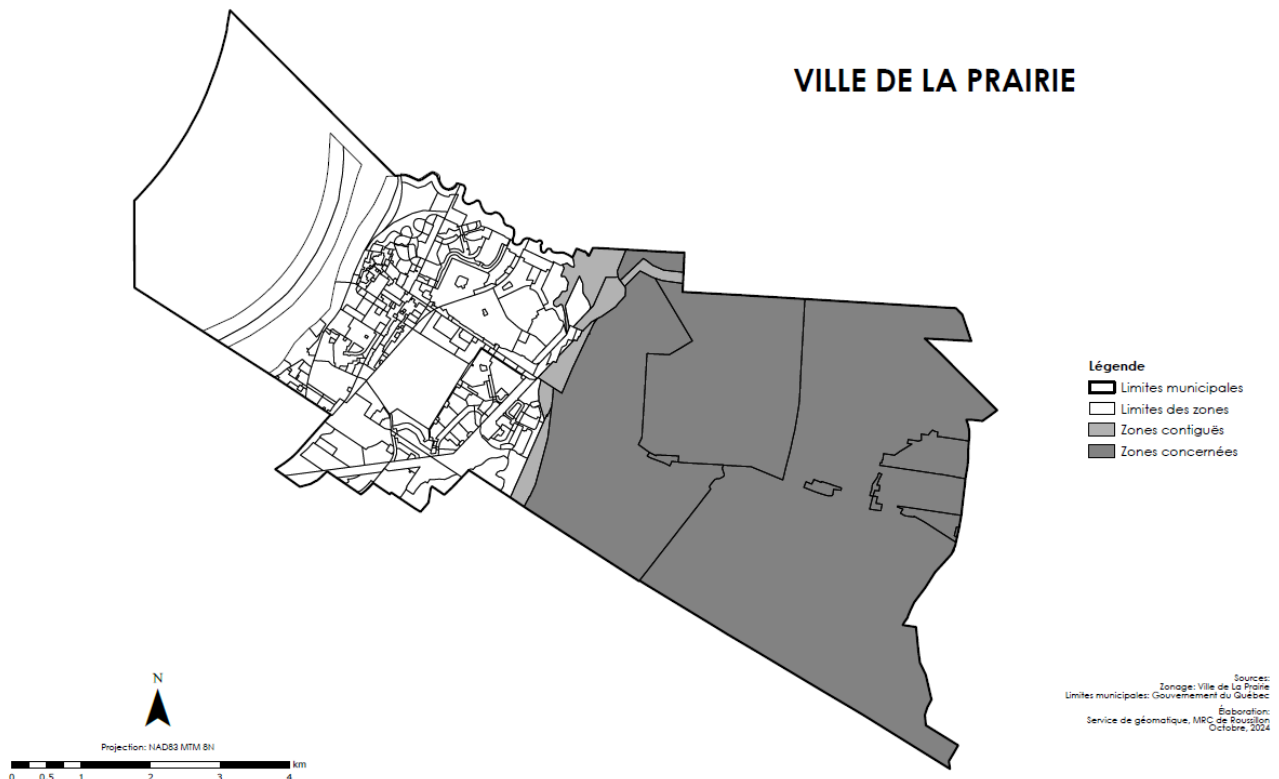 VILLE DE LA PRAIRIE
Légende
Limites municipales
Limites des zones
Zones contiguës
Zones concernées
N
Projection: NAD83 MTM 8N
km
0 0.5 1 2 3 4
Sources:
Zonage: Ville de La Prairie
Limites municipales: Gouvernement du Québec
Élaboration:
Service de géomatique, MRC de Roussillon
Octobre, 2024